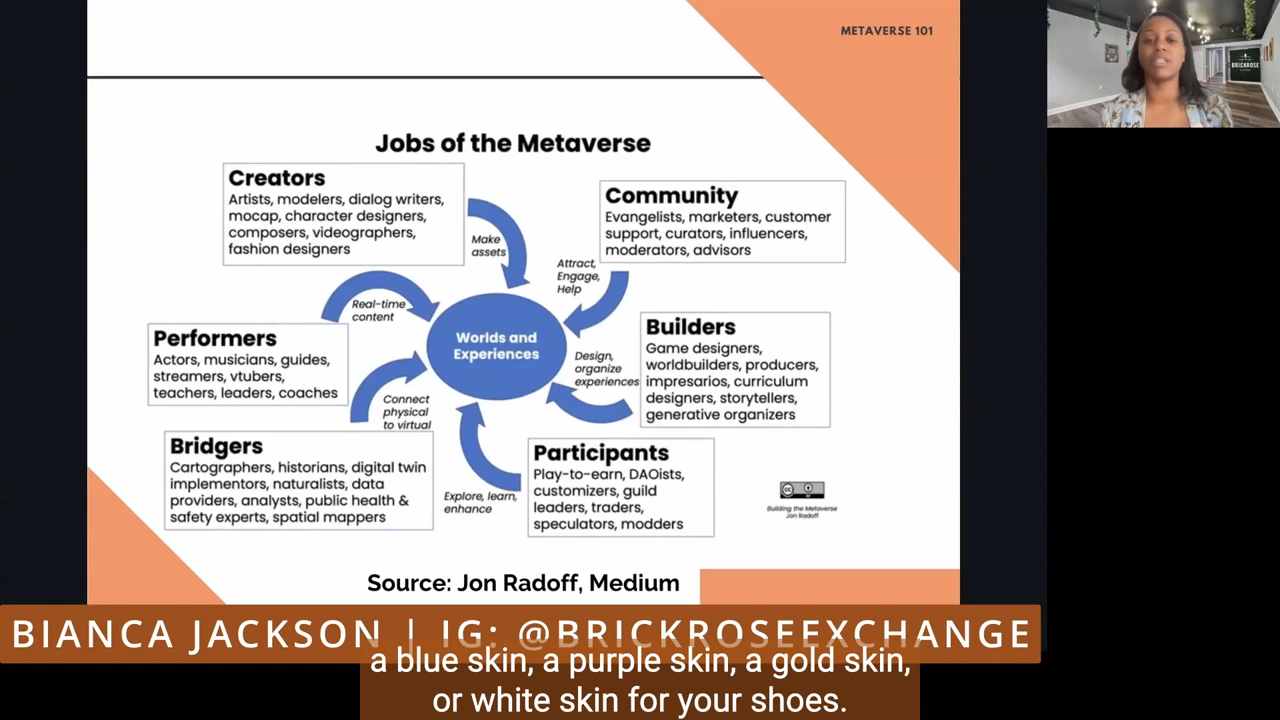 METAVERSE 101
BRICKROSE
Jobs of the Metaverse
Creators
Artists, modelers, dialog writers,
mocap, character designers,
composers, videographers,
fashion designers
Make
assets
Community
Evangelists, marketers, customer
support, curators, influencers,
moderators, advisors
Attract,
Engage,
Help
Real-time
content
Performers
Actors, musicians, guides,
streamers, vtubers,
teachers, leaders, coaches
Worlds and
Experiences
Builders
Game designers,
worldbuilders, producers,
impresarios, curriculum
designers, storytellers,
generative organizers
Design,
organize
experiences
Connect
physical
to virtual
Bridgers
Cartographers, historians, digital twin
implementors, naturalists, data
providers, analysts, public health &
safety experts, spatial mappers
Explore, learn,
enhance
Participants
Play-to-earn, DAOists,
customizers, guild
leaders, traders,
speculators, modders
cc
Building the Metaverse
Jon Radoff
Source: Jon Radoff, Medium
BIANCA JACKSON | IG: @BRICKROSEEXCHANGE
a blue skin, a purple skin, a gold skin,
or white skin for your shoes.